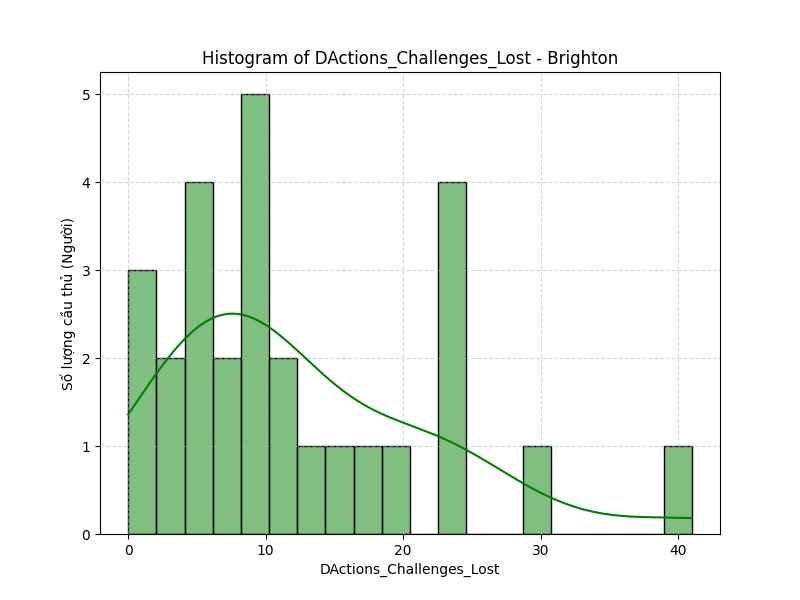 Histogram of DActions_Challenges_Lost - Brighton
Số lượng cầu thủ (Người)
5
4
3
2
1
0
0 10 20 30 40
DActions_Challenges_Lost